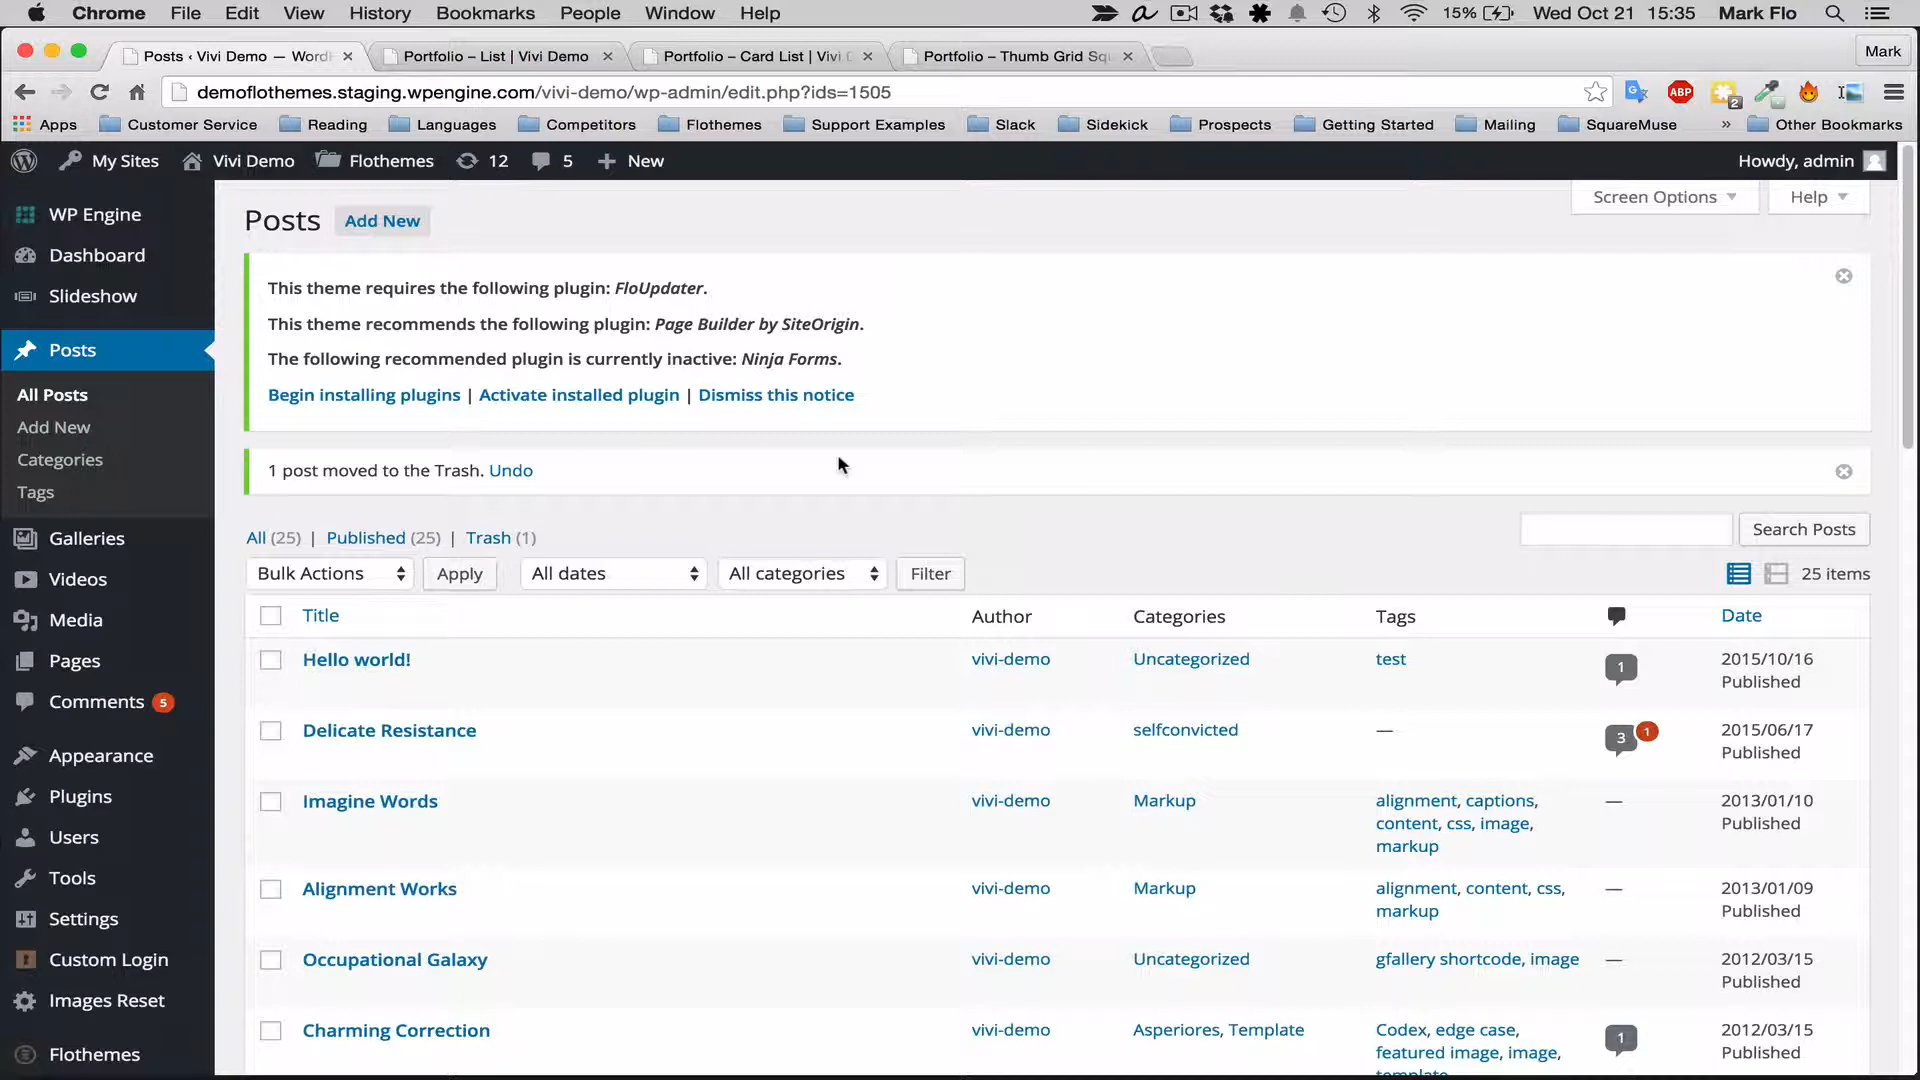 Chrome File Edit View History Bookmarks People Window Help 15% Wed Oct 21 15:35 Mark Flo
Posts ‹ Vivi Demo — Word Portfolio – List | Vivi Demo Portfolio – Card List | Vivi Portfolio – Thumb Grid Squ Mark
demoflothemes.staging.wpengine.com/vivi-demo/wp-admin/edit.php?ids=1505 ABP 2
Apps Customer Service Reading Languages Competitors Flothemes Support Examples Slack Sidekick Prospects Getting Started Mailing SquareMuse » Other Bookmarks
My Sites Vivi Demo Flothemes 12 5 New Howdy, admin
WP Engine
Dashboard
Slideshow
Posts
All Posts
Add New
Categories
Tags
Galleries
Videos
Media
Pages
Comments 5
Appearance
Plugins
Users
Tools
Settings
Custom Login
Images Reset
Flothemes
Screen Options Help
Posts Add New
This theme requires the following plugin: FloUpdater.
This theme recommends the following plugin: Page Builder by SiteOrigin.
The following recommended plugin is currently inactive: Ninja Forms.
Begin installing plugins | Activate installed plugin | Dismiss this notice
1 post moved to the Trash. Undo
All (25) | Published (25) | Trash (1) Search Posts
Bulk Actions Apply All dates All categories Filter 25 items
Title Author Categories Tags Date
Hello world! vivi-demo Uncategorized test 1 2015/10/16
Published
Delicate Resistance vivi-demo selfconvicted — 3 1 2015/06/17
Published
Imagine Words vivi-demo Markup alignment, captions, — 2013/01/10
content, css, image, Published
markup
Alignment Works vivi-demo Markup alignment, content, css, — 2013/01/09
markup Published
Occupational Galaxy vivi-demo Uncategorized gfallery shortcode, image — 2012/03/15
Published
Charming Correction vivi-demo Asperiores, Template Codex, edge case, 1 2012/03/15
featured image, image, Published
template